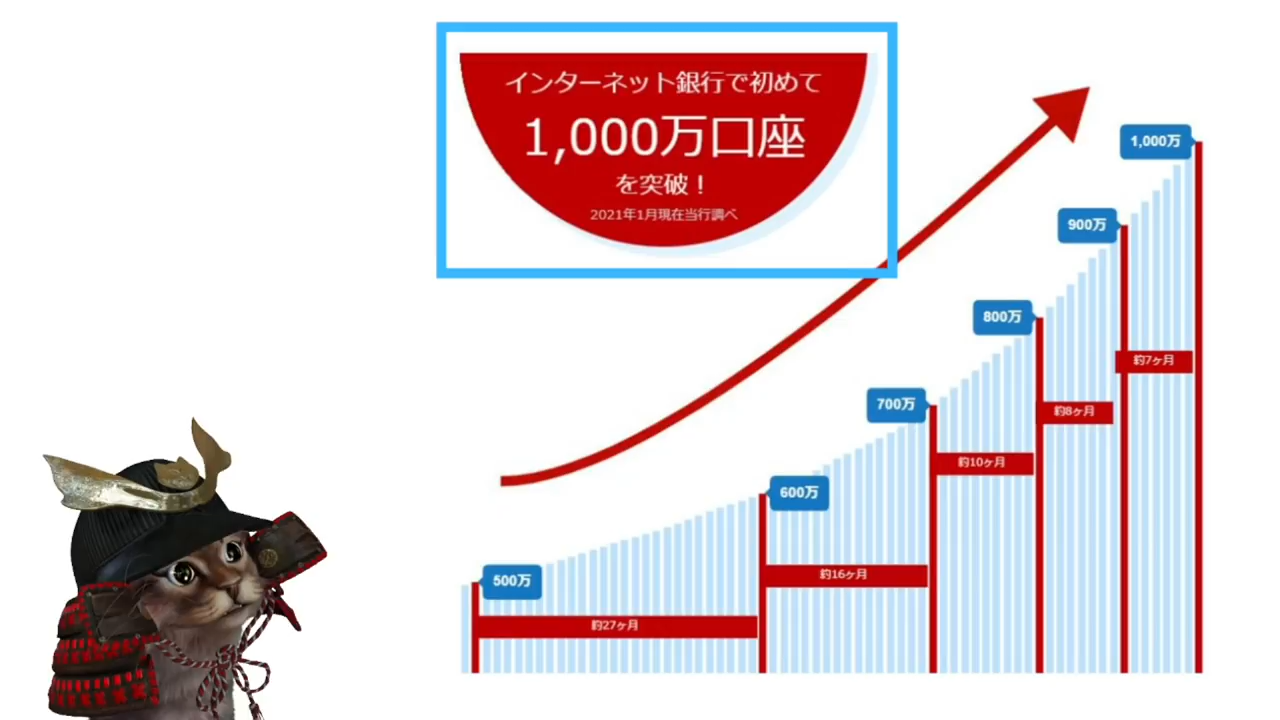 インターネット銀行で初めて
1,000万口座
を突破！
2021年1月現在当行調べ
1,000万
900万
800万
約7ヶ月
700万
約8ヶ月
約10ヶ月
600万
約16ヶ月
500万
約27ヶ月